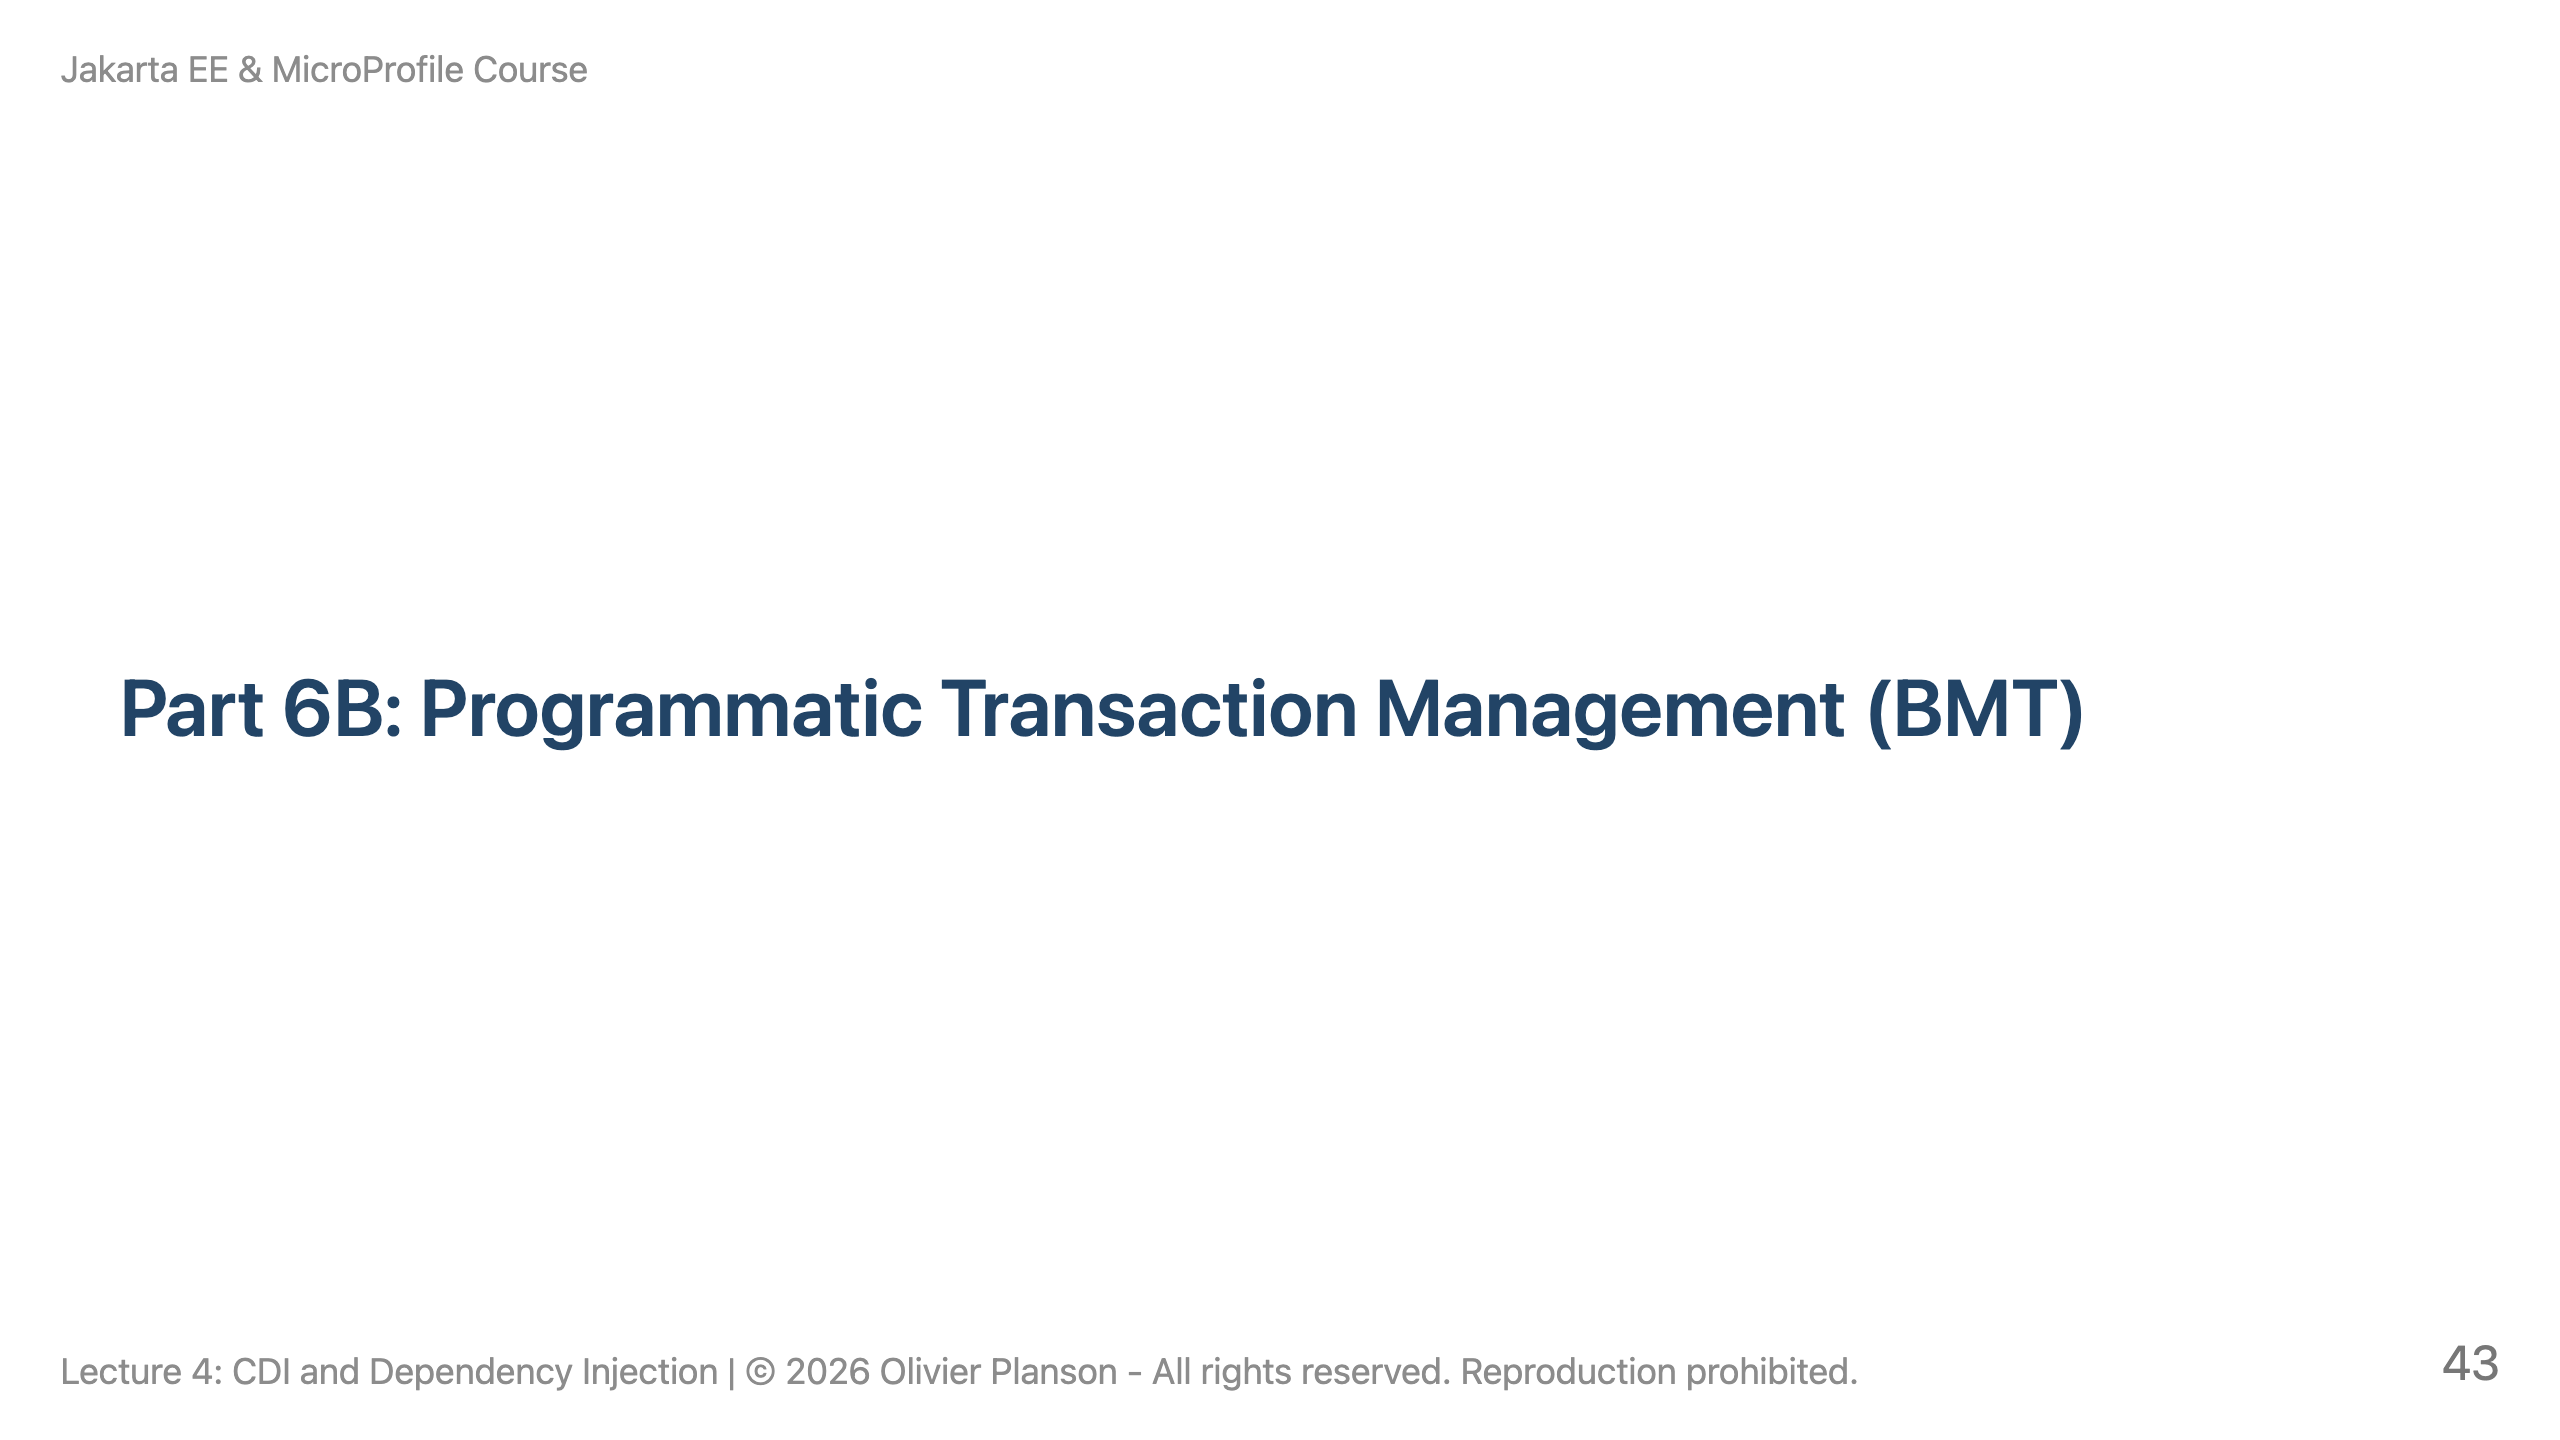 Jakarta EE & MicroProfile Course
Part 6B: Programmatic Transaction Management (BMT)
Lecture 4: CDI and Dependency Injection | © 2026 Olivier Planson - All rights reserved. Reproduction prohibited.
43